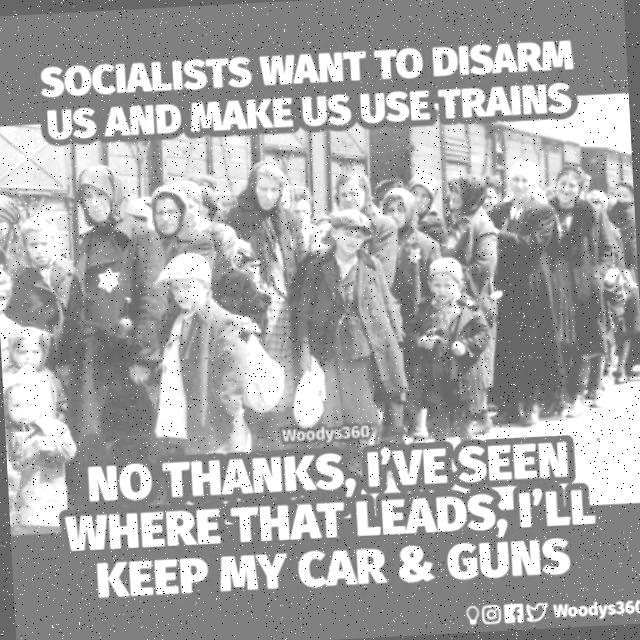 SOCIALISTS WANT TO DISARM
US AND MAKE US USE TRAINS
Woodys360
NO THANKS, I'VE SEEN
WHERE THAT LEADS, I'LL
KEEP MY CAR & GUNS
Woodys360